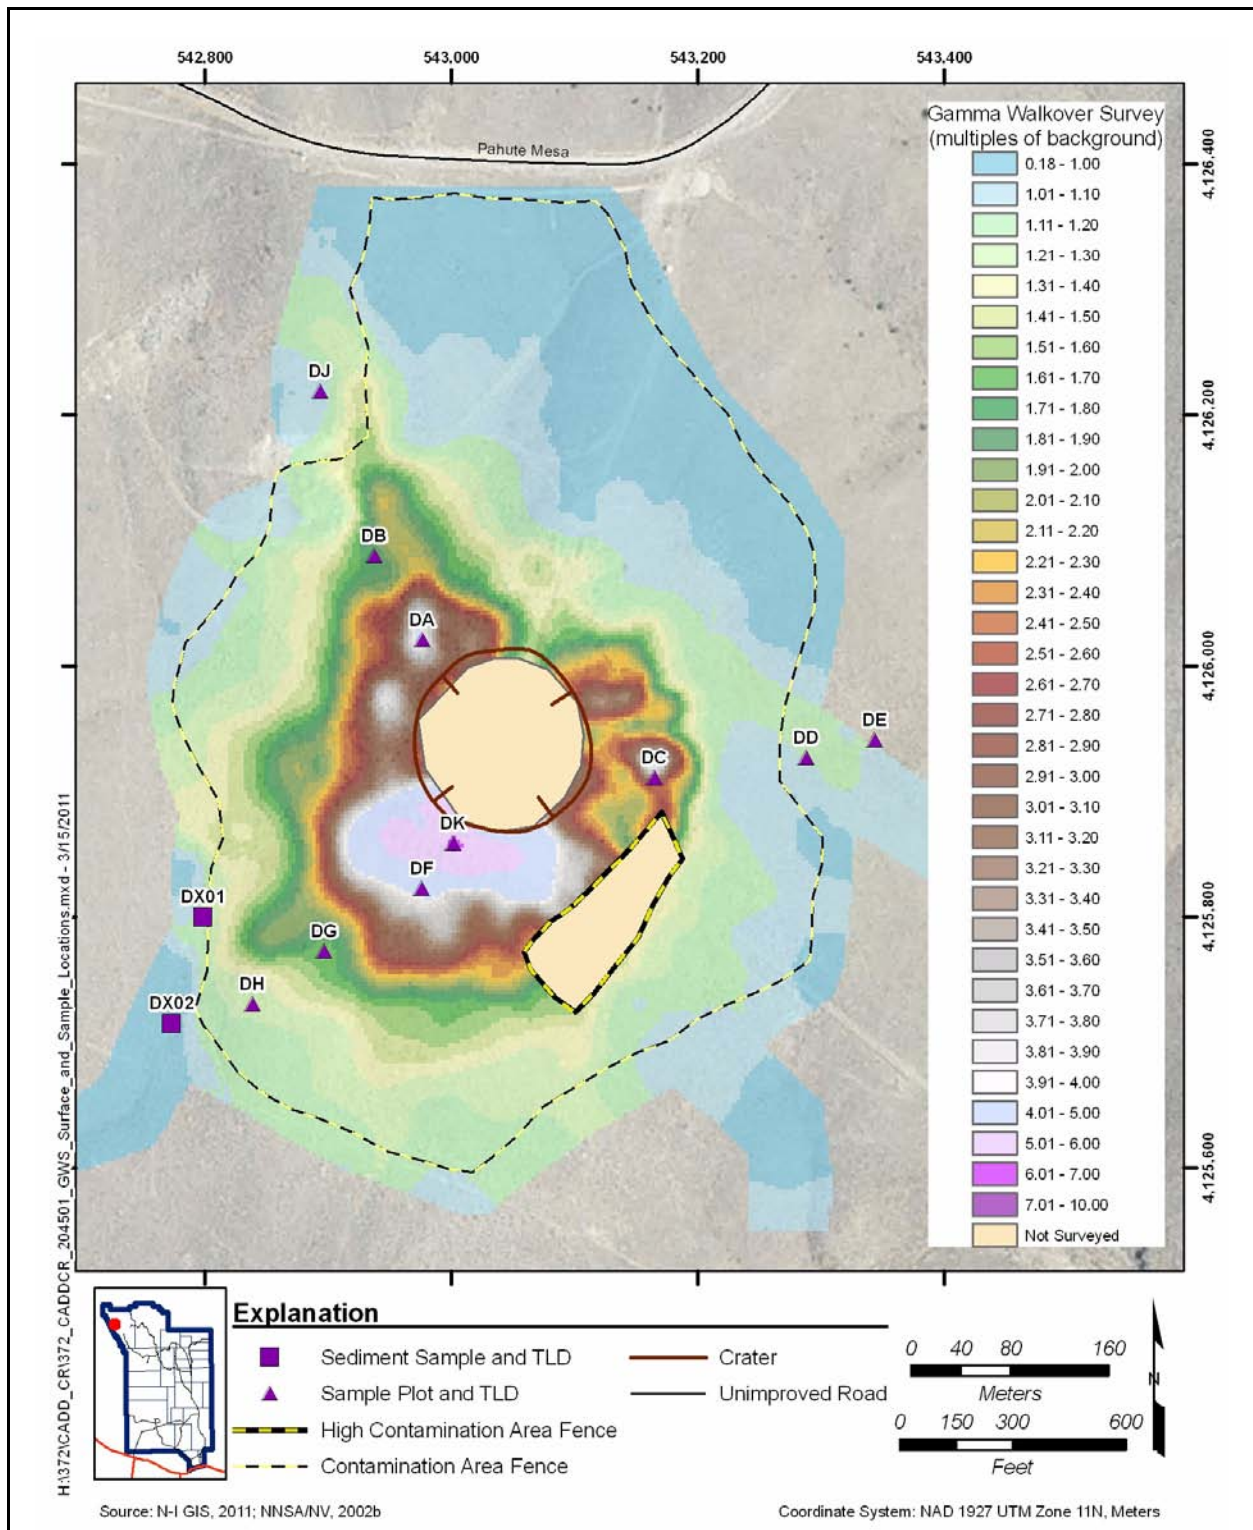 542,800
543,000
543,200
543,400
Pahute Mesa
Gamma Walkover Survey
(multiples of background)
0.18 - 1.00
1.01 - 1.10
1.11 - 1.20
1.21 - 1.30
1.31 - 1.40
1.41 - 1.50
1.51 - 1.60
1.61 - 1.70
1.71 - 1.80
1.81 - 1.90
1.91 - 2.00
2.01 - 2.10
2.11 - 2.20
2.21 - 2.30
2.31 - 2.40
2.41 - 2.50
2.51 - 2.60
2.61 - 2.70
2.71 - 2.80
2.81 - 2.90
2.91 - 3.00
3.01 - 3.10
3.11 - 3.20
3.21 - 3.30
3.31 - 3.40
3.41 - 3.50
3.51 - 3.60
3.61 - 3.70
3.71 - 3.80
3.81 - 3.90
3.91 - 4.00
4.01 - 5.00
5.01 - 6.00
6.01 - 7.00
7.01 - 10.00
Not Surveyed
4,126,400
4,126,200
4,126,000
4,125,800
4,125,600
DJ
DB
DA
DE
DD
DC
DK
DF
DX01
DG
DH
DX02
H:\372\CADD_CR\372_CADDCR_204501_GWS_Surface_and_Sample_Locations.mxd - 3/15/2011
Explanation
Sediment Sample and TLD
Sample Plot and TLD
High Contamination Area Fence
Contamination Area Fence
Crater
Unimproved Road
0 40 80 160
Meters
0 150 300 600
Feet
N
Source: N-I GIS, 2011; NNSA/NV, 2002b
Coordinate System: NAD 1927 UTM Zone 11N, Meters